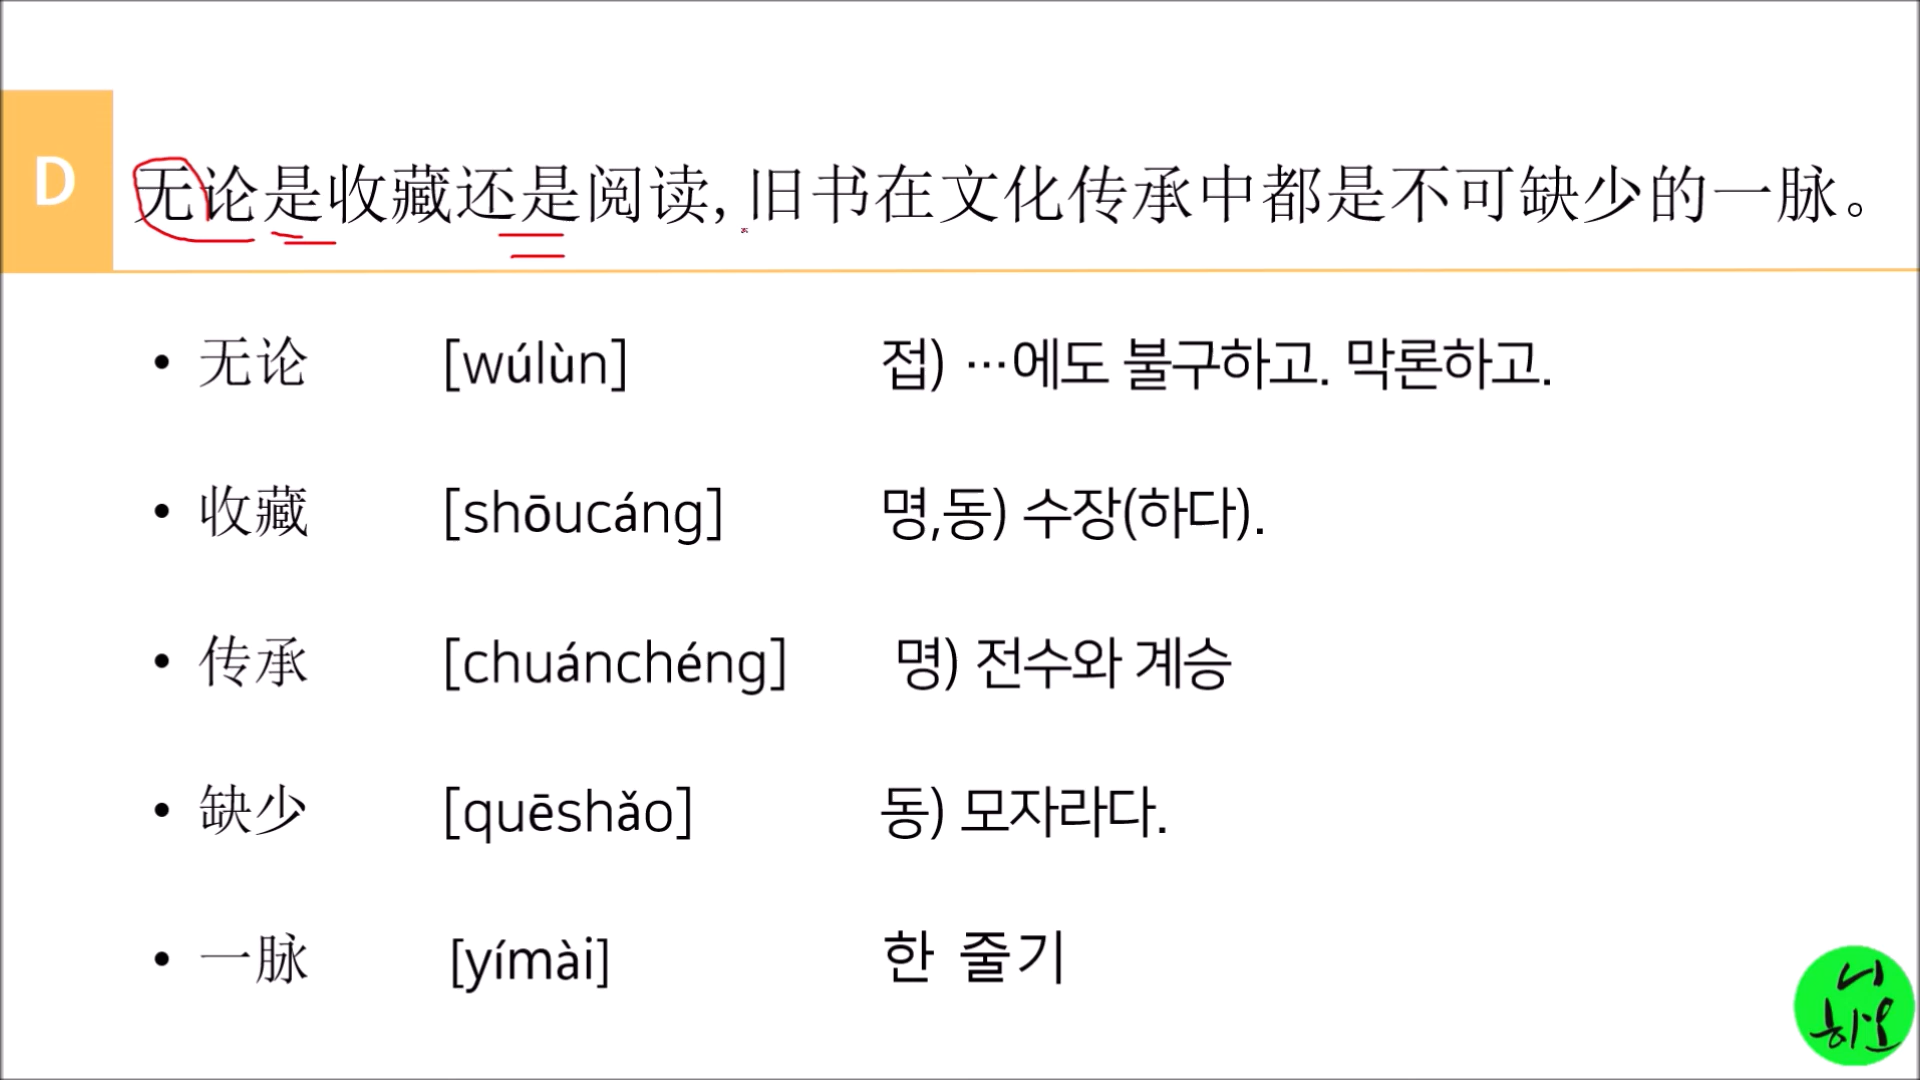 D
无论是收藏还是阅读,旧书在文化传承中都是不可缺少的一脉。
• 无论 [wúlùn] 접) …에도 불구하고. 막론하고.
• 收藏 [shōucáng] 명,동) 수장(하다).
• 传承 [chuánchéng] 명) 전수와 계승
• 缺少 [quēshǎo] 동) 모자라다.
• 一脉 [yímài] 한 줄기
니
하오